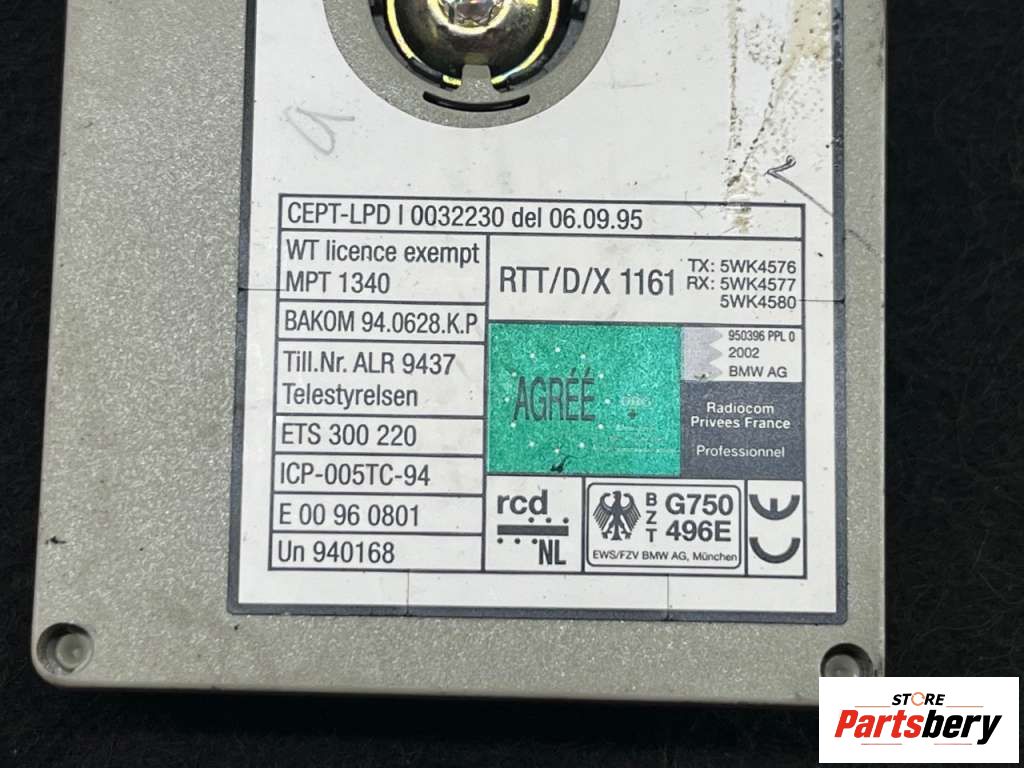 a
CEPT-LPD I 0032230 del 06.09.95
WT licence exempt
MPT 1340
BAKOM 94.0628.K.P
Till.Nr. ALR 9437
Telestyrelsen
ETS 300 220
ICP-005TC-94
E 00 96 0801
Un 940168
RTT/D/X 1161
TX: 5WK4576
RX: 5WK4577
5WK4580
AGRÉÉ
950396 PPL 0
2002
BMW AG
Radiocom
Privees France
Professionnel
rcd
NL
BZT
G750
496E
EWS/FZV BMW AG, München
CE
STORE
Partsbery